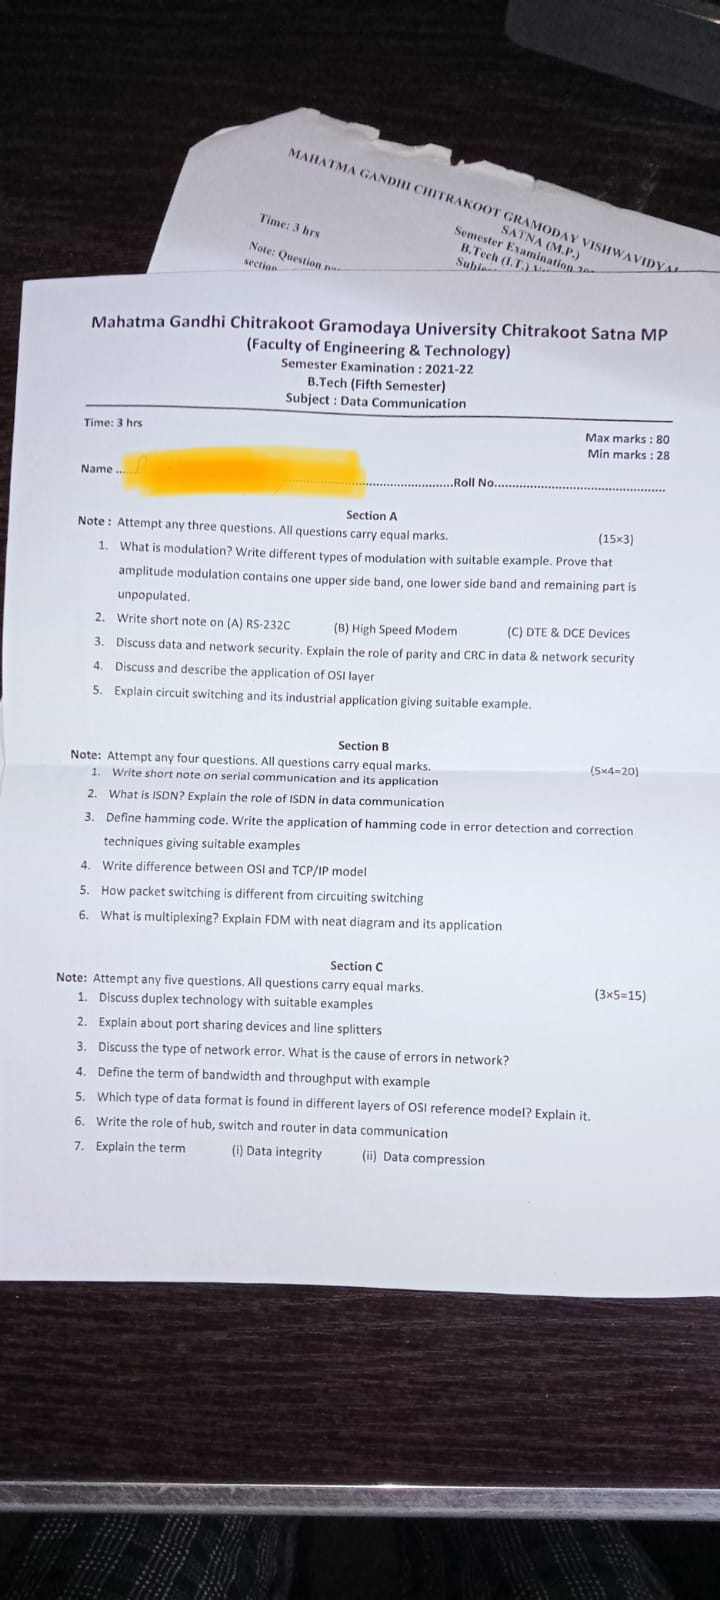 MAHATMA GANDHI CHITRAKOOT GRAMODAY VISHWAVIDYAL
SATNA (M.P.)
Time: 3 hrs
Semester Examination
B.Tech (I.T.)
Note: Question
section
Mahatma Gandhi Chitrakoot Gramodaya University Chitrakoot Satna MP
(Faculty of Engineering & Technology)
Semester Examination : 2021-22
B.Tech (Fifth Semester)
Subject : Data Communication
Time: 3 hrs
Max marks : 80
Min marks : 28
Name ..............................Roll No..........................................
Section A
Note : Attempt any three questions. All questions carry equal marks. (15×3)
1. What is modulation? Write different types of modulation with suitable example. Prove that
amplitude modulation contains one upper side band, one lower side band and remaining part is
unpopulated.
2. Write short note on (A) RS-232C (B) High Speed Modem (C) DTE & DCE Devices
3. Discuss data and network security. Explain the role of parity and CRC in data & network security
4. Discuss and describe the application of OSI layer
5. Explain circuit switching and its industrial application giving suitable example.
Section B
Note: Attempt any four questions. All questions carry equal marks. (5×4=20)
1. Write short note on serial communication and its application
2. What is ISDN? Explain the role of ISDN in data communication
3. Define hamming code. Write the application of hamming code in error detection and correction
techniques giving suitable examples
4. Write difference between OSI and TCP/IP model
5. How packet switching is different from circuiting switching
6. What is multiplexing? Explain FDM with neat diagram and its application
Section C
Note: Attempt any five questions. All questions carry equal marks. (3×5=15)
1. Discuss duplex technology with suitable examples
2. Explain about port sharing devices and line splitters
3. Discuss the type of network error. What is the cause of errors in network?
4. Define the term of bandwidth and throughput with example
5. Which type of data format is found in different layers of OSI reference model? Explain it.
6. Write the role of hub, switch and router in data communication
7. Explain the term (i) Data integrity (ii) Data compression